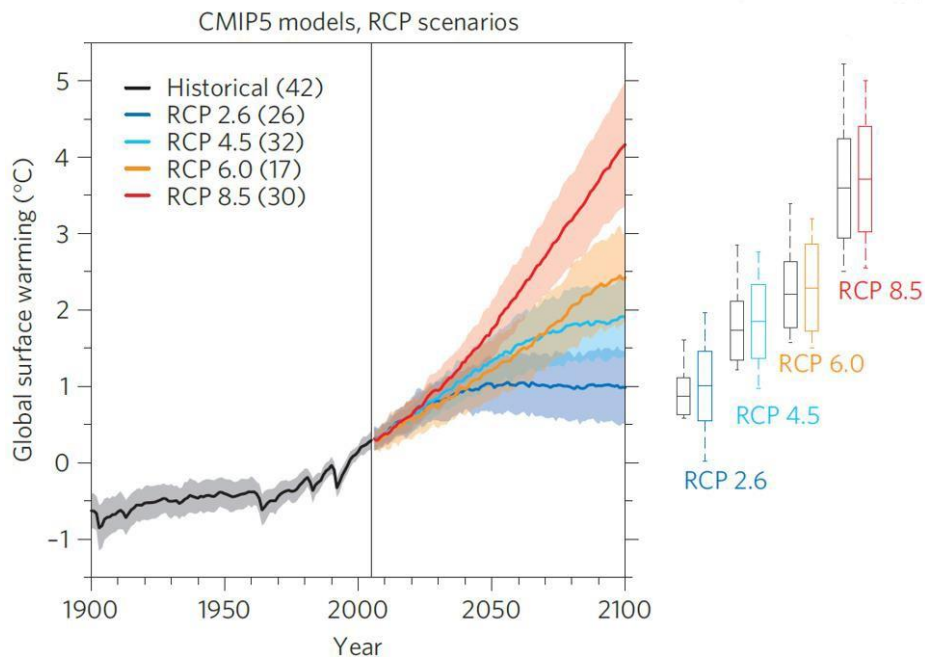 CMIP5 models, RCP scenarios
Historical (42)
RCP 2.6 (26)
RCP 4.5 (32)
RCP 6.0 (17)
RCP 8.5 (30)
Global surface warming (°C)
5
4
3
2
1
0
−1
1900
1950
2000
2050
2100
Year
RCP 8.5
RCP 6.0
RCP 4.5
RCP 2.6